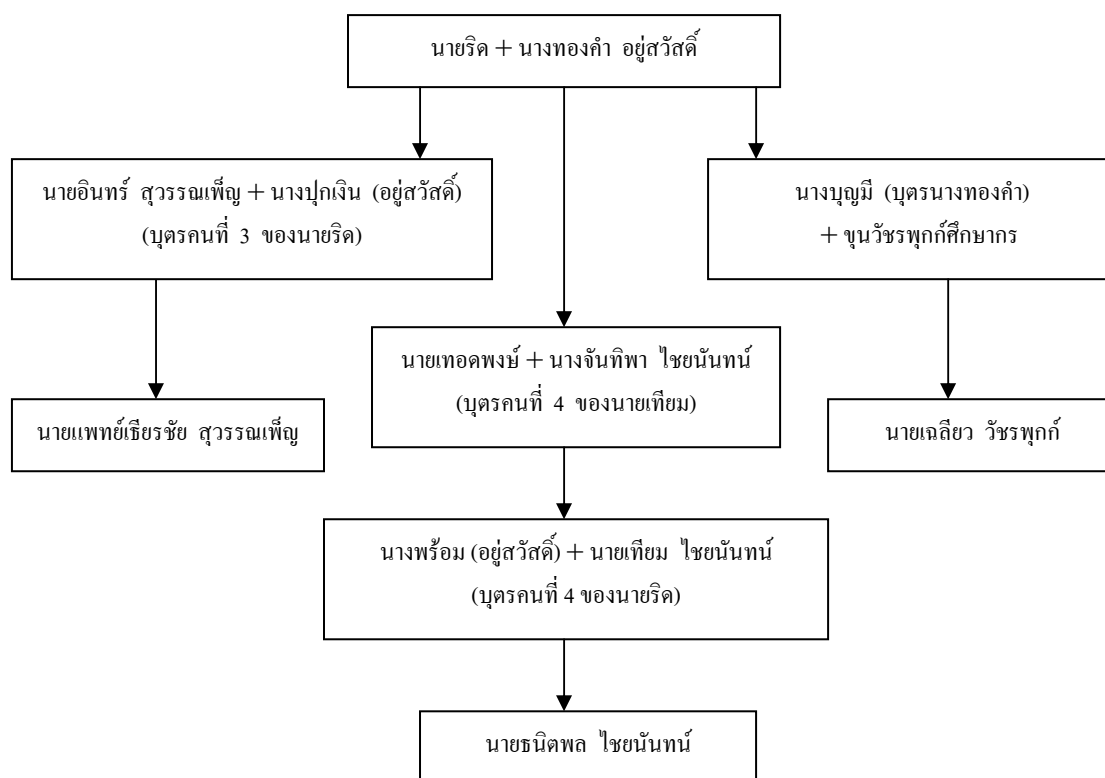 นายริด + นางทองคำ อยู่สวัสดิ์
นายอินทร์ สุวรรณเพ็ญ + นางปุกเงิน (อยู่สวัสดิ์)
(บุตรคนที่ 3 ของนายริด)
นางบุญมี (บุตรนางทองคำ)
+ ขุนวัชรพุกก์ศึกษากร
นายเทอดพงษ์ + นางจันทิพา ไชยนันทน์
(บุตรคนที่ 4 ของนายเทียม)
นายแพทย์เธียรชัย สุวรรณเพ็ญ
นายเฉลียว วัชรพุกก์
นางพร้อม (อยู่สวัสดิ์) + นายเทียม ไชยนันทน์
(บุตรคนที่ 4 ของนายริด)
นายธนิตพล ไชยนันทน์